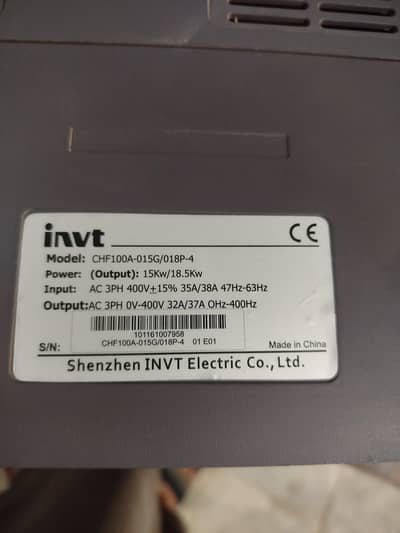 invt CE
Model: CHF100A-015G/018P-4
Power: (Output): 15Kw/18.5Kw
Input: AC 3PH 400V±15% 35A/38A 47Hz-63Hz
Output:AC 3PH 0V-400V 32A/37A 0Hz-400Hz
101161007958
S/N: CHF100A-015G/018P-4 01 E01 Made in China
Shenzhen INVT Electric Co.,Ltd.